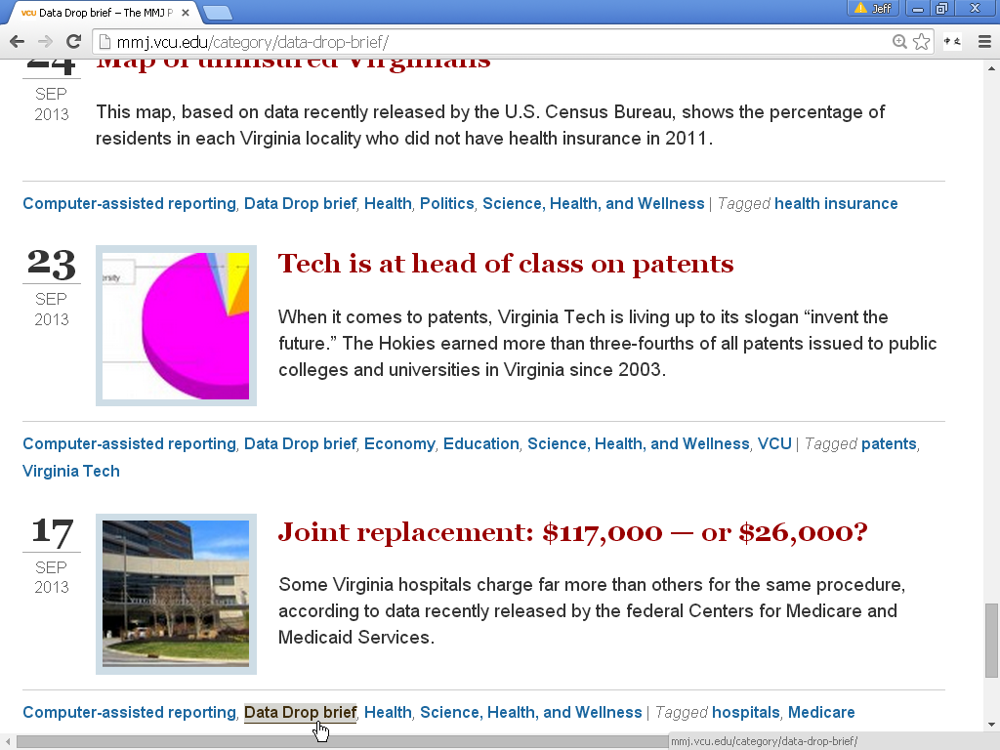 vcu Data Drop brief – The MMJ P
Jeff
mmj.vcu.edu/category/data-drop-brief/
24 Map of uninsured Virginians
SEP
2013
This map, based on data recently released by the U.S. Census Bureau, shows the percentage of
residents in each Virginia locality who did not have health insurance in 2011.
Computer-assisted reporting, Data Drop brief, Health, Politics, Science, Health, and Wellness | Tagged health insurance
23
SEP
2013
ersity
Tech is at head of class on patents
When it comes to patents, Virginia Tech is living up to its slogan “invent the
future.” The Hokies earned more than three-fourths of all patents issued to public
colleges and universities in Virginia since 2003.
Computer-assisted reporting, Data Drop brief, Economy, Education, Science, Health, and Wellness, VCU | Tagged patents,
Virginia Tech
17
SEP
2013
Joint replacement: $117,000 — or $26,000?
Some Virginia hospitals charge far more than others for the same procedure,
according to data recently released by the federal Centers for Medicare and
Medicaid Services.
Computer-assisted reporting, Data Drop brief, Health, Science, Health, and Wellness | Tagged hospitals, Medicare
mmj.vcu.edu/category/data-drop-brief/